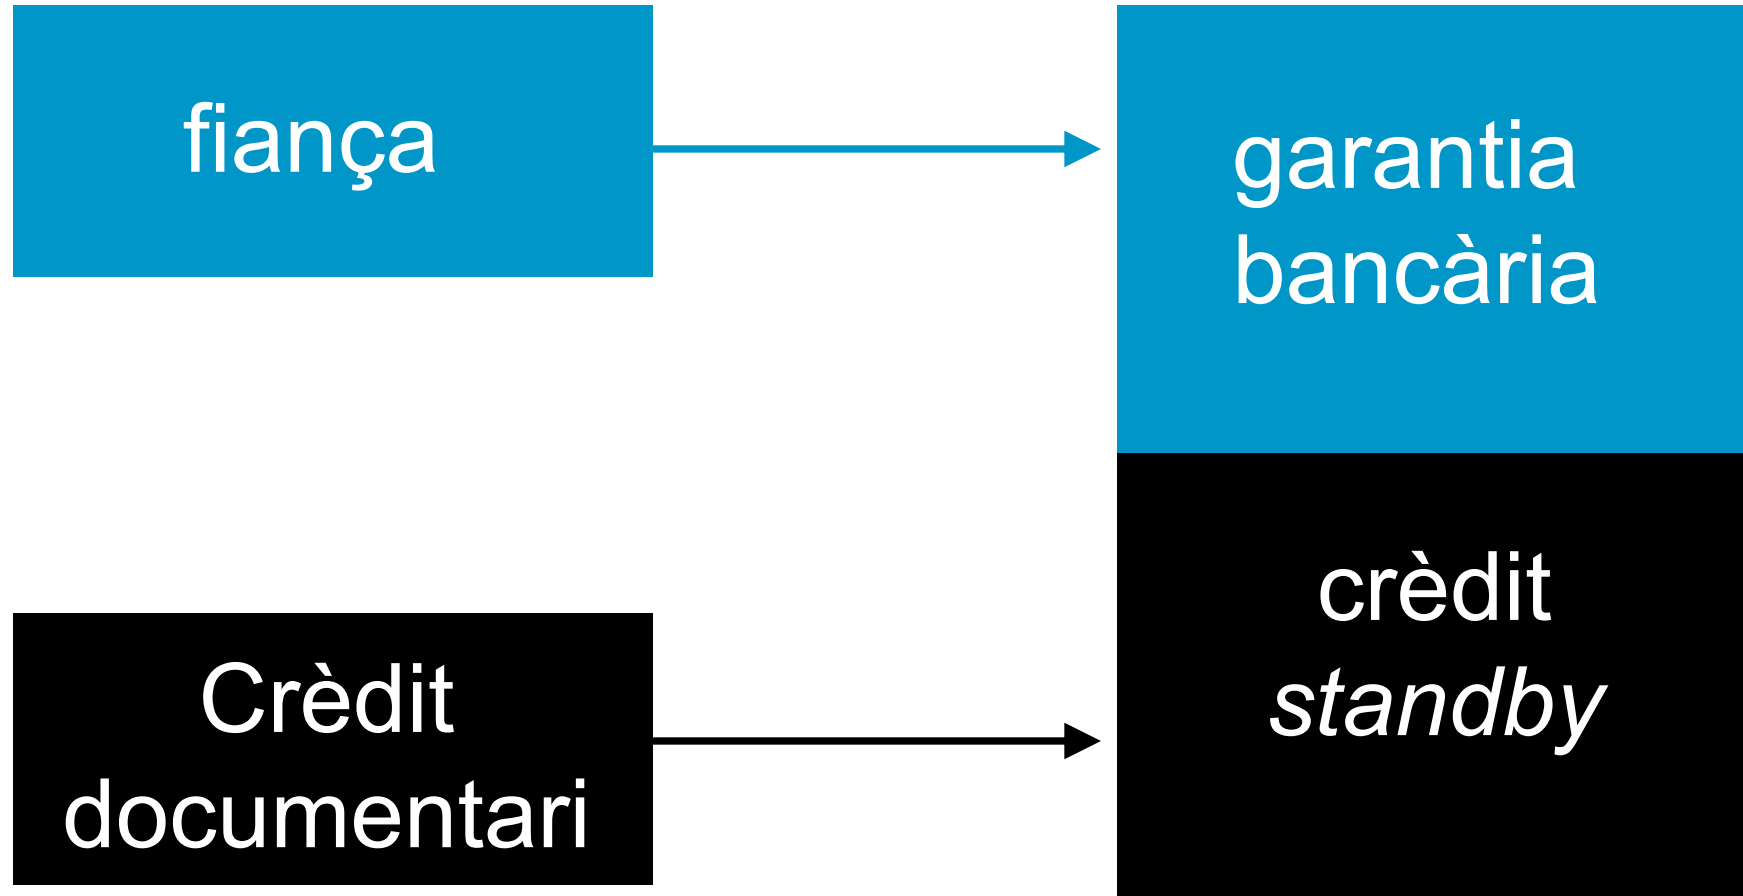 fiança
garantia
bancària
crèdit
standby
Crèdit
documentari